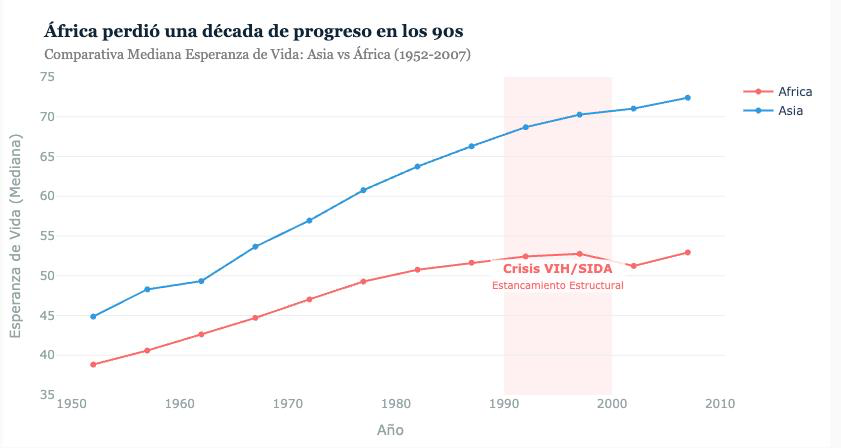 África perdió una década de progreso en los 90s
Comparativa Mediana Esperanza de Vida: Asia vs África (1952-2007)
75
70
65
60
55
50
45
40
35
Esperanza de Vida (Mediana)
Africa
Asia
Crisis VIH/SIDA
Estancamiento Estructural
1950 1960 1970 1980 1990 2000 2010
Año